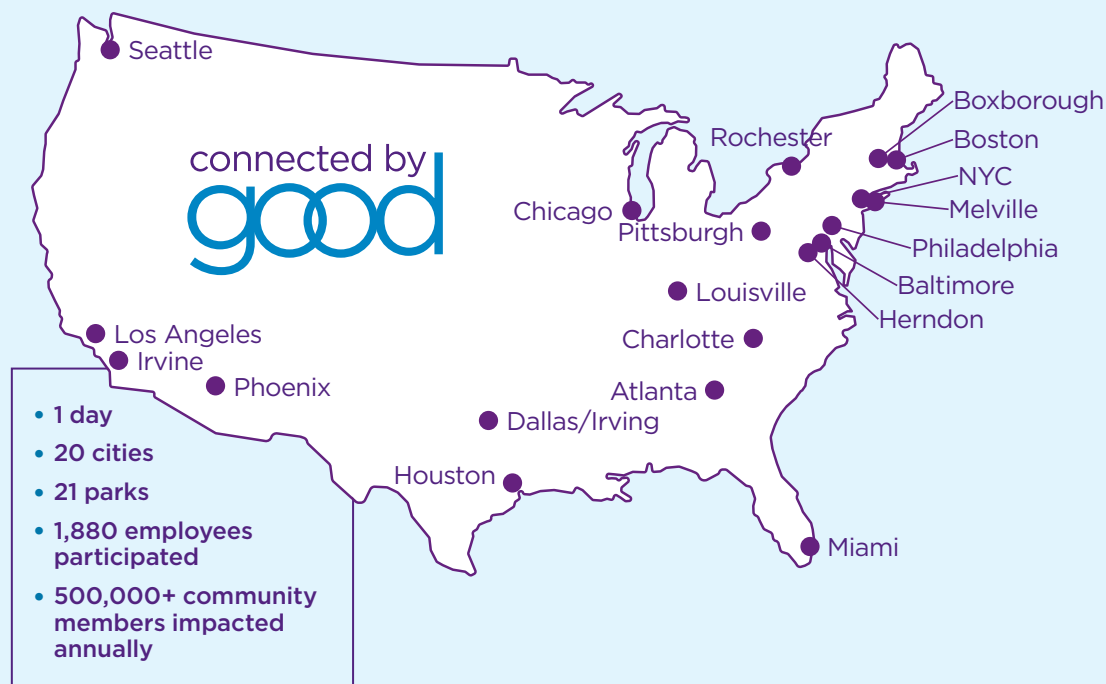 Seattle
connected by
good
Boxborough
Rochester
Boston
NYC
Chicago
Melville
Pittsburgh
Philadelphia
Baltimore
Louisville
Herndon
Los Angeles
Charlotte
Irvine
Phoenix
Atlanta
Dallas/Irving
Houston
Miami
• 1 day
• 20 cities
• 21 parks
• 1,880 employees
participated
• 500,000+ community
members impacted
annually